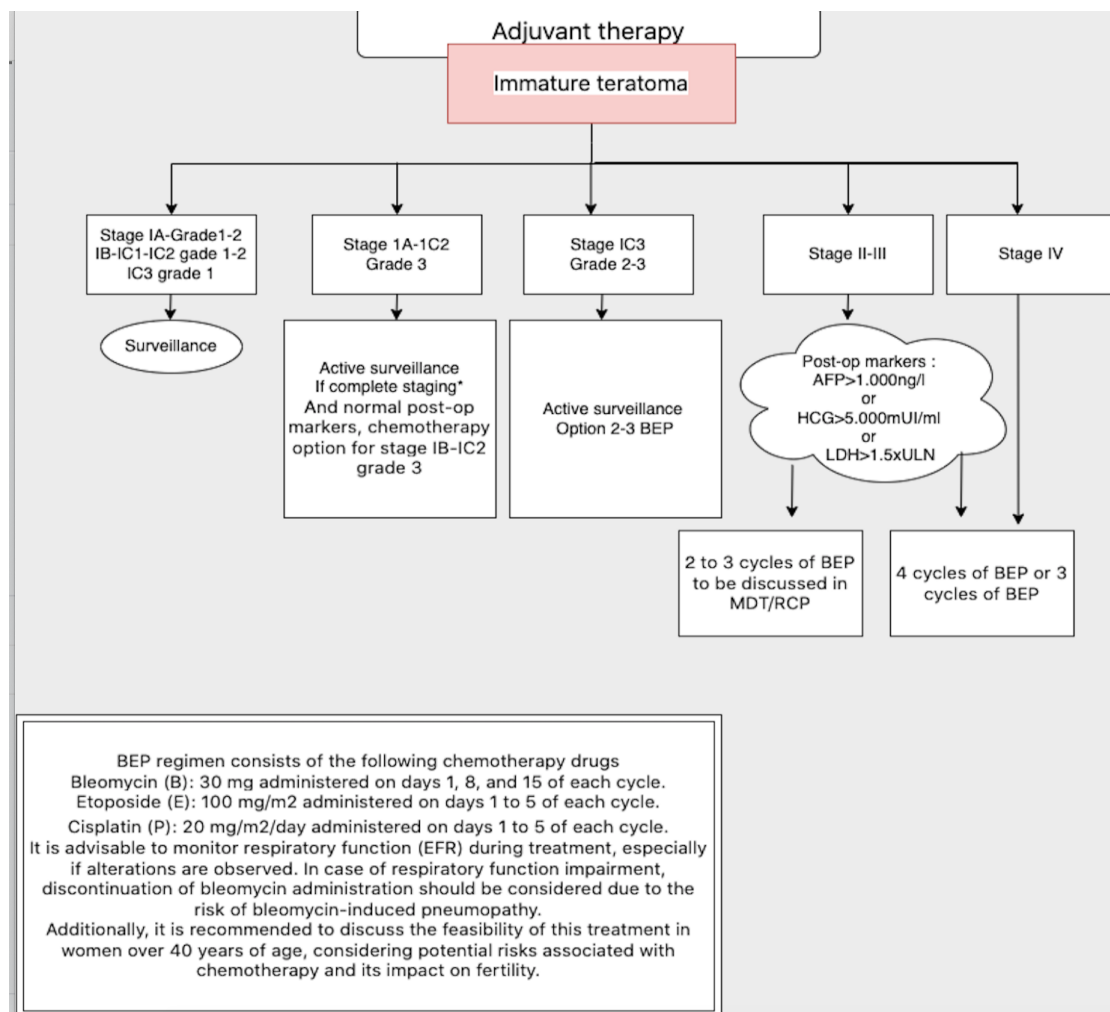 Adjuvant therapy
Immature teratoma
Stage IA-Grade1-2
IB-IC1-IC2 gade 1-2
IC3 grade 1
Stage 1A-1C2
Grade 3
Stage IC3
Grade 2-3
Stage II-III
Stage IV
Surveillance
Active surveillance
If complete staging*
And normal post-op
markers, chemotherapy
option for stage IB-IC2
grade 3
Active surveillance
Option 2-3 BEP
Post-op markers :
AFP>1.000ng/l
or
HCG>5.000mUI/ml
or
LDH>1.5xULN
2 to 3 cycles of BEP
to be discussed in
MDT/RCP
4 cycles of BEP or 3
cycles of BEP
BEP regimen consists of the following chemotherapy drugs
Bleomycin (B): 30 mg administered on days 1, 8, and 15 of each cycle.
Etoposide (E): 100 mg/m2 administered on days 1 to 5 of each cycle.
Cisplatin (P): 20 mg/m2/day administered on days 1 to 5 of each cycle.
It is advisable to monitor respiratory function (EFR) during treatment, especially
if alterations are observed. In case of respiratory function impairment,
discontinuation of bleomycin administration should be considered due to the
risk of bleomycin-induced pneumopathy.
Additionally, it is recommended to discuss the feasibility of this treatment in
women over 40 years of age, considering potential risks associated with
chemotherapy and its impact on fertility.